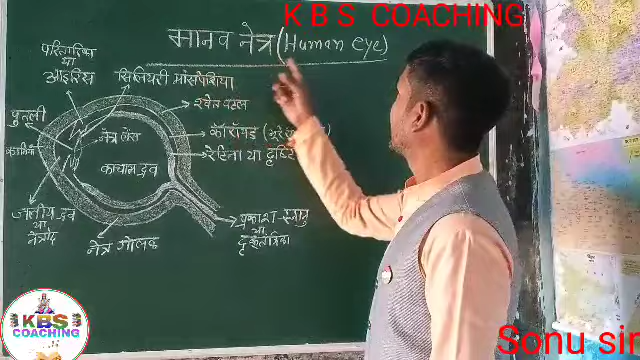 K B S COACHING
मानव नेत्र (Human eye)
परितारिका
या
आइरिस
सिलियरी मांसपेशिया
श्वेत पटल
पुतली
नेत्र लेंस
काचाभ द्रव
रेटिना या दृष्टि
जलीय द्रव
या
नेत्र गोलक
प्रकाश स्नायु
या
KBS
COACHING
Sonu sir